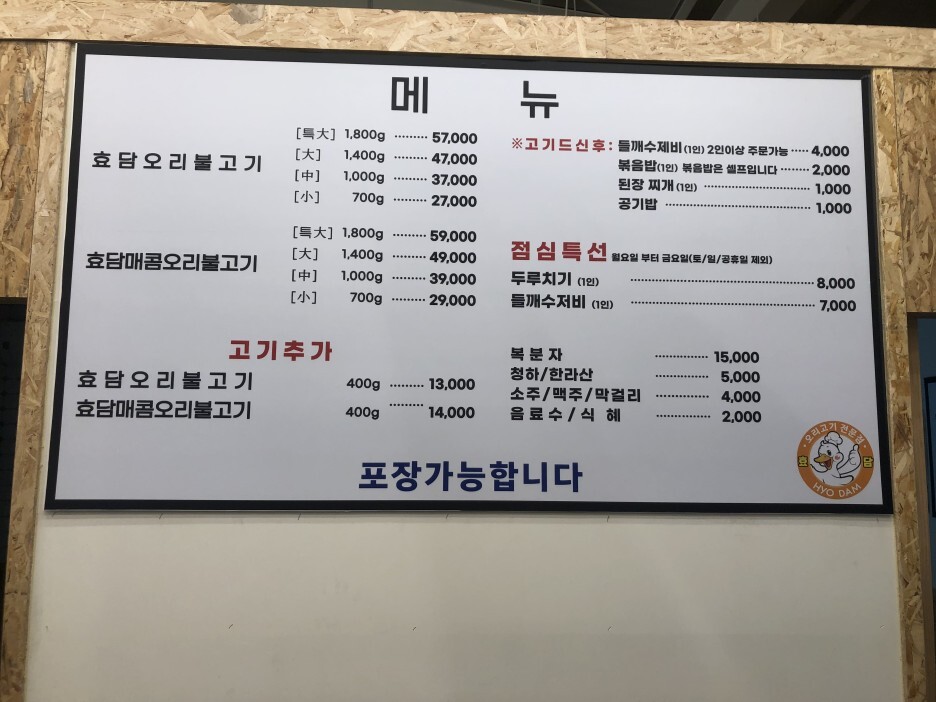 메 뉴
효담오리불고기
[특大] 1,800g ········· 57,000
[大] 1,400g ········· 47,000
[中] 1,000g ········· 37,000
[小] 700g ········· 27,000
효담매콤오리불고기
[특大] 1,800g ········· 59,000
[大] 1,400g ········· 49,000
[中] 1,000g ········· 39,000
[小] 700g ········· 29,000
고기추가
효담오리불고기 400g ········· 13,000
효담매콤오리불고기 400g ········· 14,000
※고기드신후: 들깨수제비(1인) 2인이상 주문가능 ····· 4,000
볶음밥(1인) 볶음밥은 셀프입니다 ········ 2,000
된장 찌개(1인) ········ 1,000
공기밥 ········ 1,000
점심특선 월요일 부터 금요일(토/일/공휴일 제외)
두루치기 (1인) ········ 8,000
들깨수저비 (1인) ········ 7,000
복분자 ········ 15,000
청하/한라산 ········ 5,000
소주/맥주/막걸리 ········ 4,000
음료수/식 혜 ········ 2,000
포장가능합니다
오리고기 전문점
효 담
HYO DAM